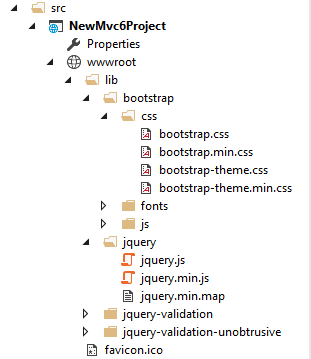 src
NewMvc6Project
Properties
wwwroot
lib
bootstrap
css
bootstrap.css
bootstrap.min.css
bootstrap-theme.css
bootstrap-theme.min.css
fonts
js
jquery
jquery.js
jquery.min.js
jquery.min.map
jquery-validation
jquery-validation-unobtrusive
favicon.ico